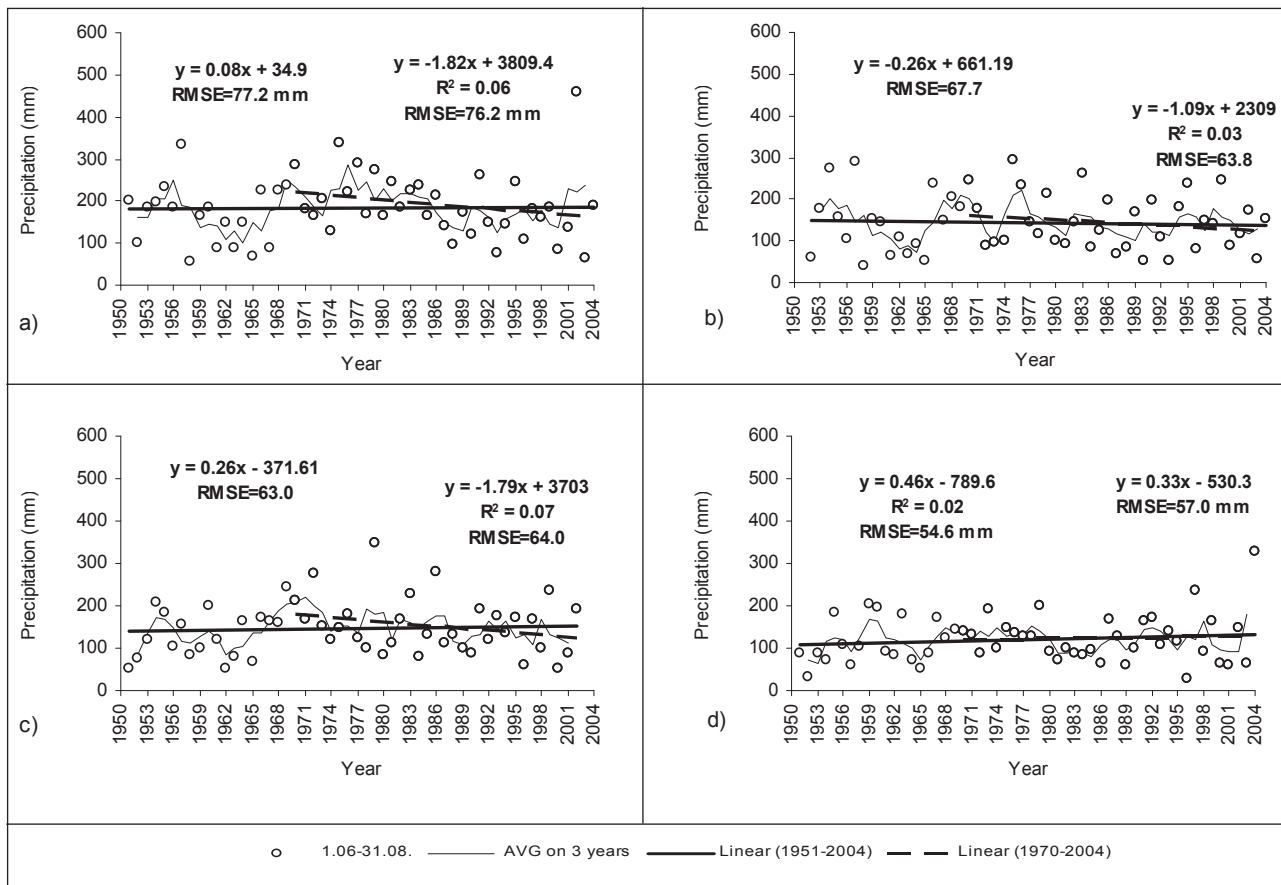 y = 0.08x + 34.9
RMSE=77.2 mm
y = -1.82x + 3809.4
R² = 0.06
RMSE=76.2 mm
Precipitation (mm)
600
500
400
300
200
100
0
1950 1953 1956 1959 1962 1965 1968 1971 1974 1977 1980 1983 1986 1989 1992 1995 1998 2001 2004
a)
Year
y = -0.26x + 661.19
RMSE=67.7
y = -1.09x + 2309
R² = 0.03
RMSE=63.8
Precipitation (mm)
600
500
400
300
200
100
0
1950 1953 1956 1959 1962 1965 1968 1971 1974 1977 1980 1983 1986 1989 1992 1995 1998 2001 2004
b)
Year
y = 0.26x - 371.61
RMSE=63.0
y = -1.79x + 3703
R² = 0.07
RMSE=64.0
Precipitation (mm)
600
500
400
300
200
100
0
1950 1953 1956 1959 1962 1965 1968 1971 1974 1977 1980 1983 1986 1989 1992 1995 1998 2001 2004
c)
Year
y = 0.46x - 789.6
R² = 0.02
RMSE=54.6 mm
y = 0.33x - 530.3
RMSE=57.0 mm
Precipitation (mm)
600
500
400
300
200
100
0
1950 1953 1956 1959 1962 1965 1968 1971 1974 1977 1980 1983 1986 1989 1992 1995 1998 2001 2004
d)
Year
1.06-31.08. AVG on 3 years Linear (1951-2004) Linear (1970-2004)